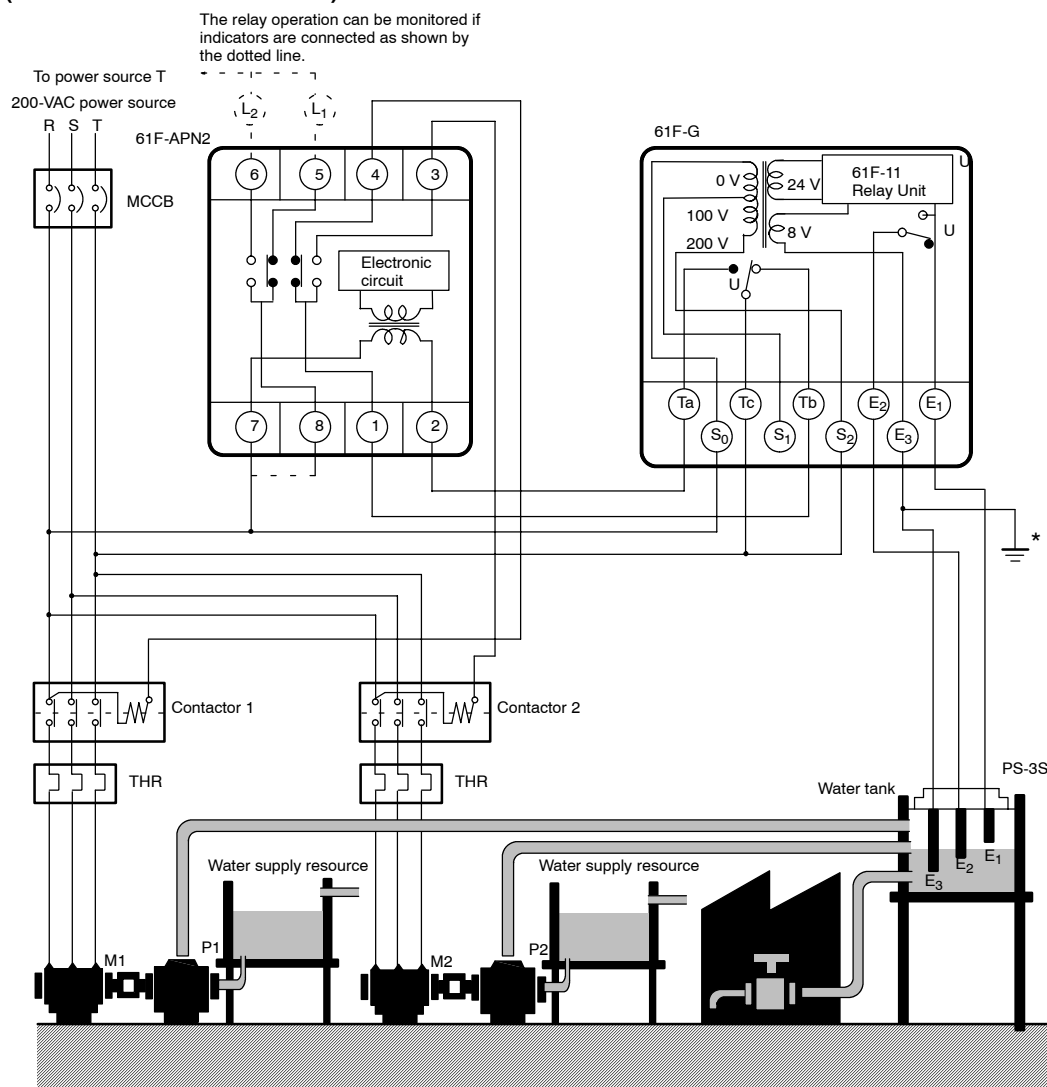 The relay operation can be monitored if
indicators are connected as shown by
the dotted line.
To power source T
200-VAC power source
R S T
L2
L1
61F-APN2
61F-G
MCCB
6
5
4
3
0 V
24 V
61F-11
Relay Unit
U
100 V
8 V
U
200 V
U
Electronic
circuit
Ta
Tc
Tb
E2
E1
S0
S1
S2
E3
7
8
1
2
*
Contactor 1
Contactor 2
THR
THR
PS-3S
Water tank
E1
E2
E3
Water supply resource
Water supply resource
M1
P1
M2
P2